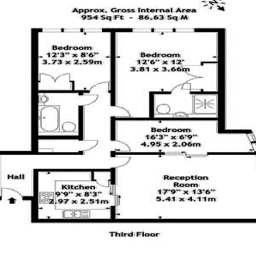 Approx. Gross Internal Area
954 Sq Ft - 86.63 Sq M
Bedroom
12'3" x 8'6"
3.73 x 2.59m
Bedroom
12'6" x 12'
3.81 x 3.66m
Bedroom
16'3" x 6'9"
4.95 x 2.06m
Hall
Kitchen
9'9" x 8'3"
2.97 x 2.51m
Reception
Room
17'9" x 13'6"
5.41 x 4.11m
Third Floor